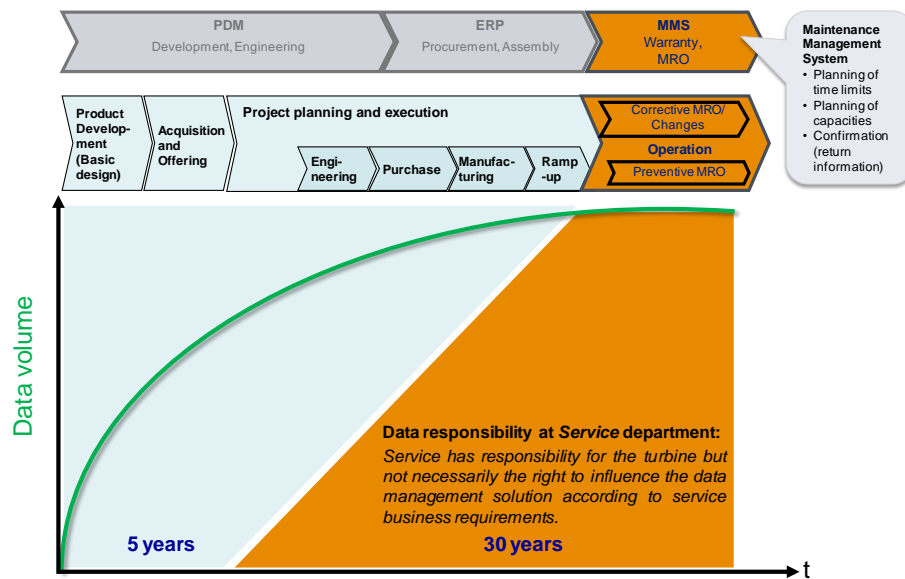 PDM
Development, Engineering
ERP
Procurement, Assembly
MMS
Warranty,
MRO
Maintenance
Management
System
• Planning of
time limits
• Planning of
capacities
• Confirmation
(return
information)
Product
Develop-
ment
(Basic
design)
Acquisition
and
Offering
Project planning and execution
Engi-
neering
Purchase
Manufac-
turing
Ramp
-up
Corrective MRO/
Changes
Operation
Preventive MRO
Data volume
Data responsibility at Service department:
Service has responsibility for the turbine but
not necessarily the right to influence the data
management solution according to service
business requirements.
5 years
30 years
t